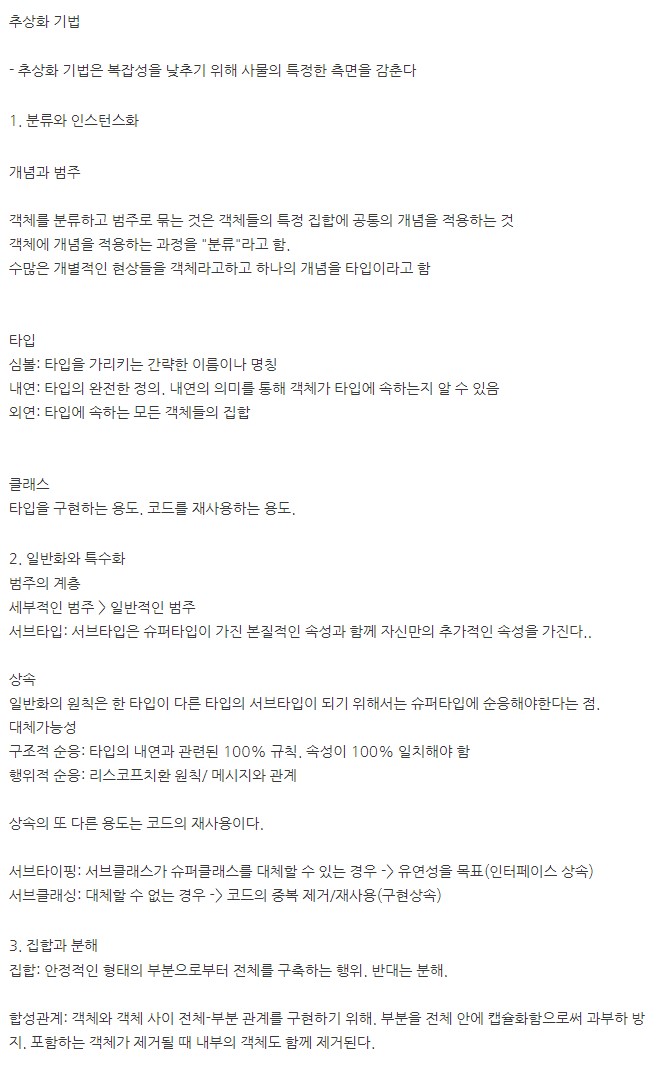 추상화 기법
- 추상화 기법은 복잡성을 낮추기 위해 사물의 특정한 측면을 감춘다
1. 분류와 인스턴스화
개념과 범주
객체를 분류하고 범주로 묶는 것은 객체들의 특정 집합에 공통의 개념을 적용하는 것
객체에 개념을 적용하는 과정을 "분류"라고 함.
수많은 개별적인 현상들을 객체라고하고 하나의 개념을 타입이라고 함
타입
심볼: 타입을 가리키는 간략한 이름이나 명칭
내연: 타입의 완전한 정의. 내연의 의미를 통해 객체가 타입에 속하는지 알 수 있음
외연: 타입에 속하는 모든 객체들의 집합
클래스
타입을 구현하는 용도. 코드를 재사용하는 용도.
2. 일반화와 특수화
범주의 계층
세부적인 범주 > 일반적인 범주
서브타입: 서브타입은 슈퍼타입이 가진 본질적인 속성과 함께 자신만의 추가적인 속성을 가진다..
상속
일반화의 원칙은 한 타입이 다른 타입의 서브타입이 되기 위해서는 슈퍼타입에 순응해야한다는 점.
대체가능성
구조적 순응: 타입의 내연과 관련된 100% 규칙. 속성이 100% 일치해야 함
행위적 순응: 리스코프치환 원칙/ 메시지와 관계
상속의 또 다른 용도는 코드의 재사용이다.
서브타이핑: 서브클래스가 슈퍼클래스를 대체할 수 있는 경우 -> 유연성을 목표(인터페이스 상속)
서브클래싱: 대체할 수 없는 경우 -> 코드의 중복 제거/재사용(구현상속)
3. 집합과 분해
집합: 안정적인 형태의 부분으로부터 전체를 구축하는 행위. 반대는 분해.
합성관계: 객체와 객체 사이 전체-부분 관계를 구현하기 위해. 부분을 전체 안에 캡슐화함으로써 과부하 방
지. 포함하는 객체가 제거될 때 내부의 객체도 함께 제거된다.